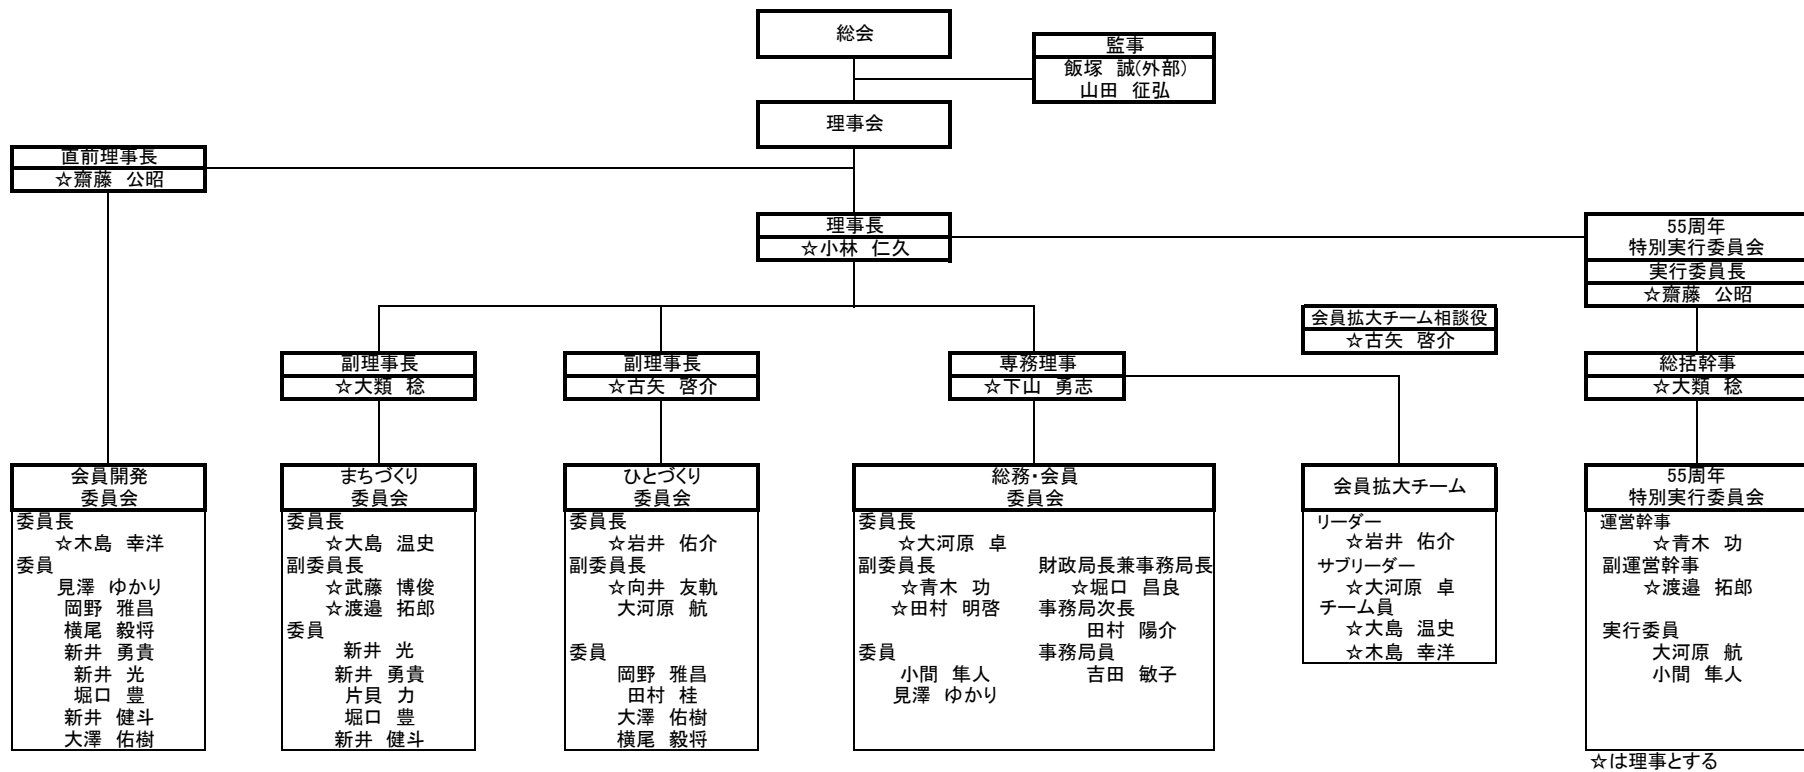 総会
監事
飯塚　誠(外部)
山田　征弘
理事会
直前理事長
☆齋藤　公昭
理事長
☆小林　仁久
55周年
特別実行委員会
実行委員長
☆齋藤　公昭
会員拡大チーム相談役
☆古矢　啓介
副理事長
☆大類　稔
副理事長
☆古矢　啓介
専務理事
☆下山　勇志
総括幹事
☆大類　稔
会員開発
委員会
委員長
☆木島　幸洋
委員
見澤　ゆかり
岡野　雅昌
横尾　毅将
新井　勇貴
新井　光
堀口　豊
新井　健斗
大澤　佑樹
まちづくり
委員会
委員長
☆大島　温史
副委員長
☆武藤　博俊
☆渡邉　拓郎
委員
新井　光
新井　勇貴
片貝　力
堀口　豊
新井　健斗
ひとづくり
委員会
委員長
☆岩井　佑介
副委員長
☆向井　友軌
大河原　航
委員
岡野　雅昌
田村　桂
大澤　佑樹
横尾　毅将
総務・会員
委員会
委員長
☆大河原　卓
副委員長
☆青木　功
☆田村　明啓
委員
小間　隼人
見澤　ゆかり
財政局長兼事務局長
☆堀口　昌良
事務局次長
田村　陽介
事務局員
吉田　敏子
会員拡大チーム
リーダー
☆岩井　佑介
サブリーダー
☆大河原　卓
チーム員
☆大島　温史
☆木島　幸洋
55周年
特別実行委員会
運営幹事
☆青木　功
副運営幹事
☆渡邉　拓郎
実行委員
大河原　航
小間　隼人
☆は理事とする